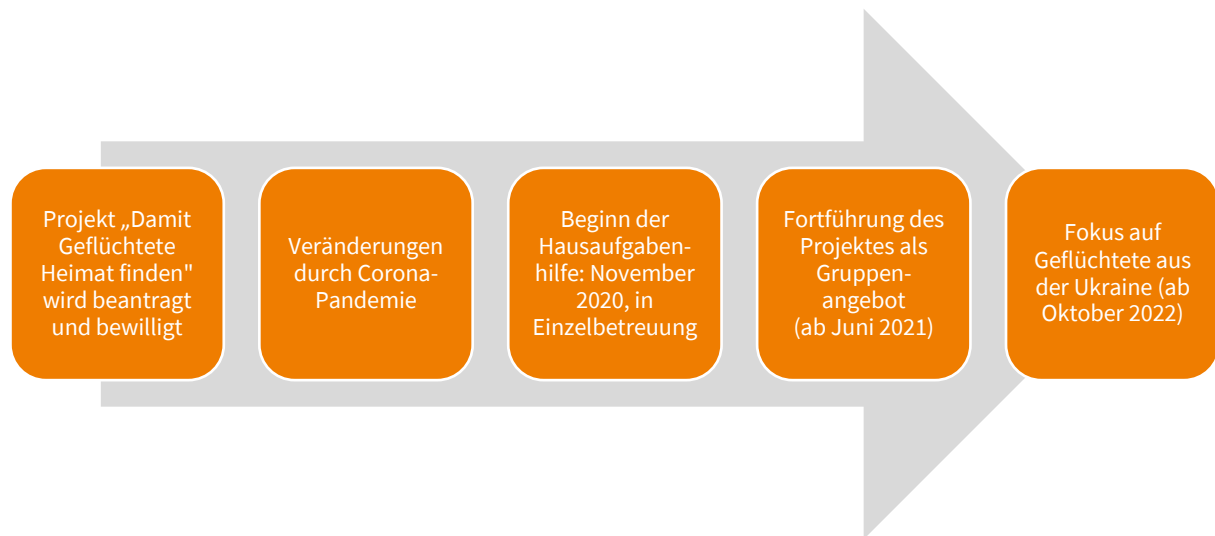 Projekt „Damit
Geflüchtete
Heimat finden"
wird beantragt
und bewilligt
Veränderungen
durch Corona-
Pandemie
Beginn der
Hausaufgaben-
hilfe: November
2020, in
Einzelbetreuung
Fortführung des
Projektes als
Gruppen-
angebot
(ab Juni 2021)
Fokus auf
Geflüchtete aus
der Ukraine (ab
Oktober 2022)